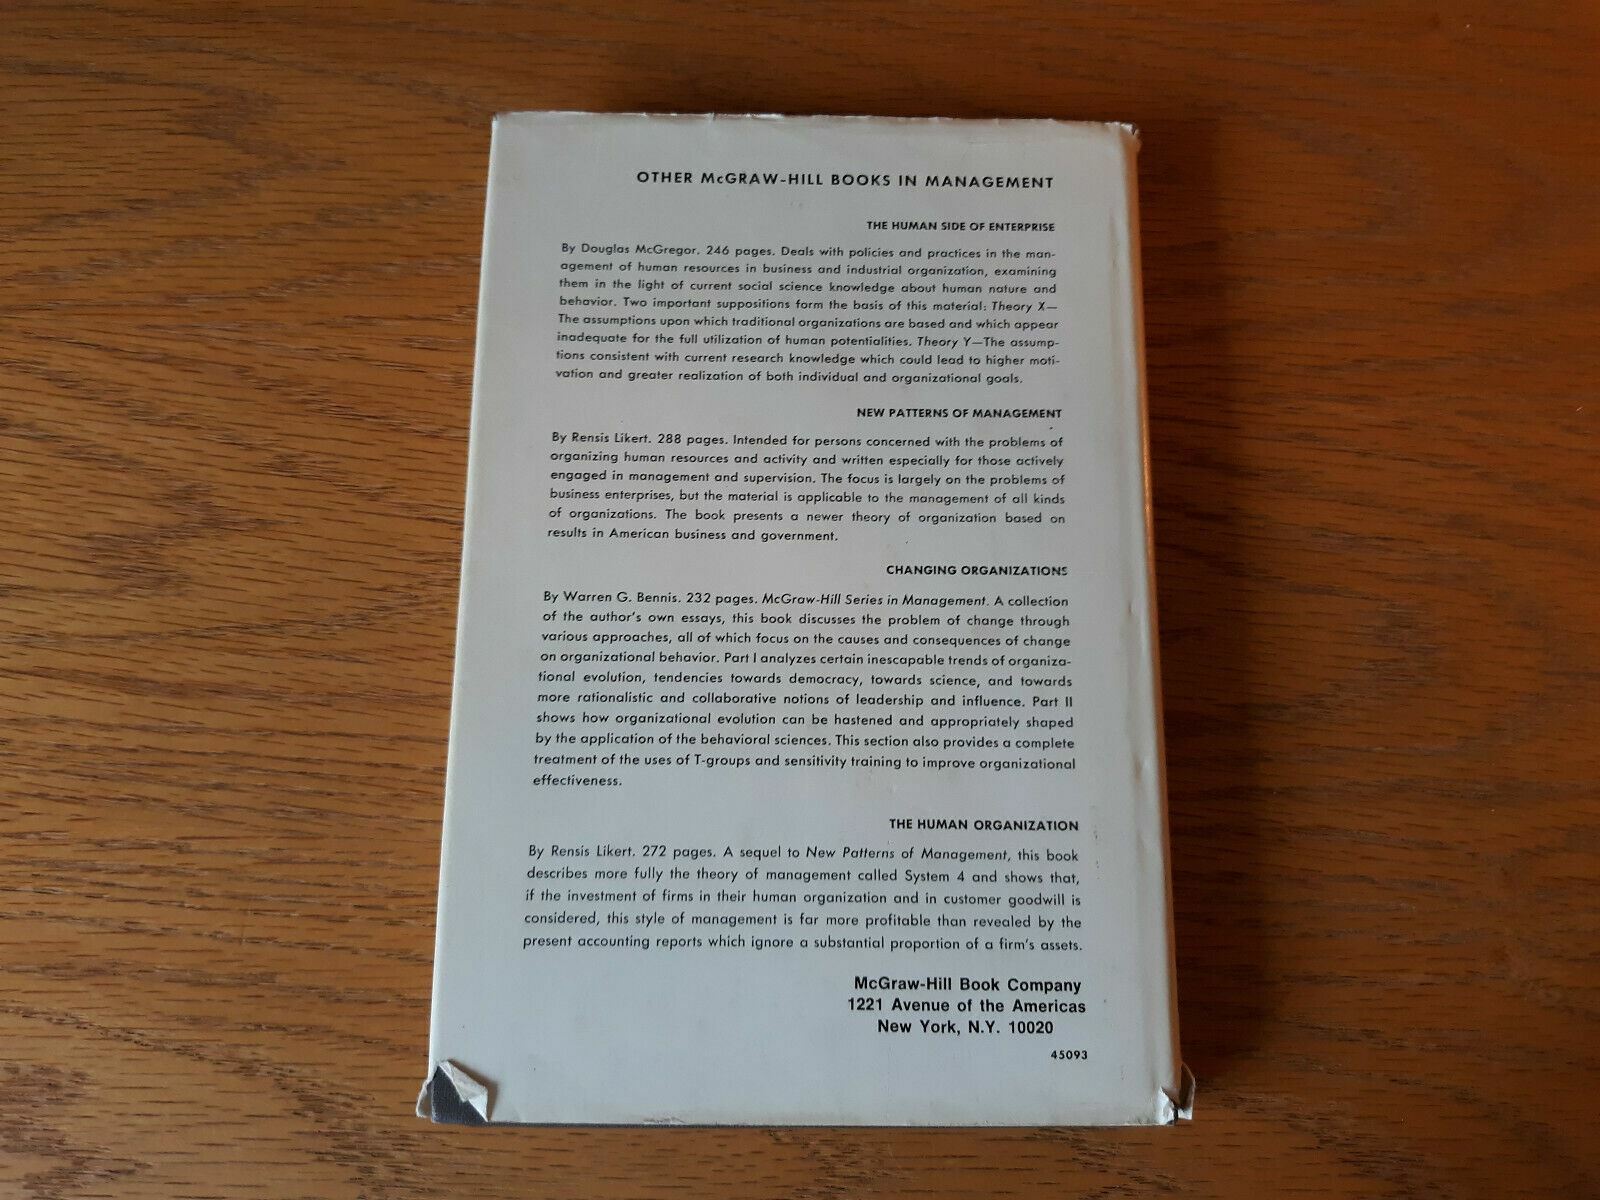 OTHER McGRAW-HILL BOOKS IN MANAGEMENT
THE HUMAN SIDE OF ENTERPRISE
By Douglas McGregor. 246 pages. Deals with policies and practices in the man-
agement of human resources in business and industrial organization, examining
them in the light of current social science knowledge about human nature and
behavior. Two important suppositions form the basis of this material: Theory X—
The assumptions upon which traditional organizations are based and which appear
inadequate for the full utilization of human potentialities. Theory Y—The assump-
tions consistent with current research knowledge which could lead to higher moti-
vation and greater realization of both individual and organizational goals.
NEW PATTERNS OF MANAGEMENT
By Rensis Likert. 288 pages. Intended for persons concerned with the problems of
organizing human resources and activity and written especially for those actively
engaged in management and supervision. The focus is largely on the problems of
business enterprises, but the material is applicable to the management of all kinds
of organizations. The book presents a newer theory of organization based on
results in American business and government.
CHANGING ORGANIZATIONS
By Warren G. Bennis. 232 pages. McGraw-Hill Series in Management. A collection
of the author's own essays, this book discusses the problem of change through
various approaches, all of which focus on the causes and consequences of change
on organizational behavior. Part I analyzes certain inescapable trends of organiza-
tional evolution, tendencies towards democracy, towards science, and towards
more rationalistic and collaborative notions of leadership and influence. Part II
shows how organizational evolution can be hastened and appropriately shaped
by the application of the behavioral sciences. This section also provides a complete
treatment of the uses of T-groups and sensitivity training to improve organizational
effectiveness.
THE HUMAN ORGANIZATION
By Rensis Likert. 272 pages. A sequel to New Patterns of Management, this book
describes more fully the theory of management called System 4 and shows that,
if the investment of firms in their human organization and in customer goodwill is
considered, this style of management is far more profitable than revealed by the
present accounting reports which ignore a substantial proportion of a firm's assets.
McGraw-Hill Book Company
1221 Avenue of the Americas
New York, N.Y. 10020
45093